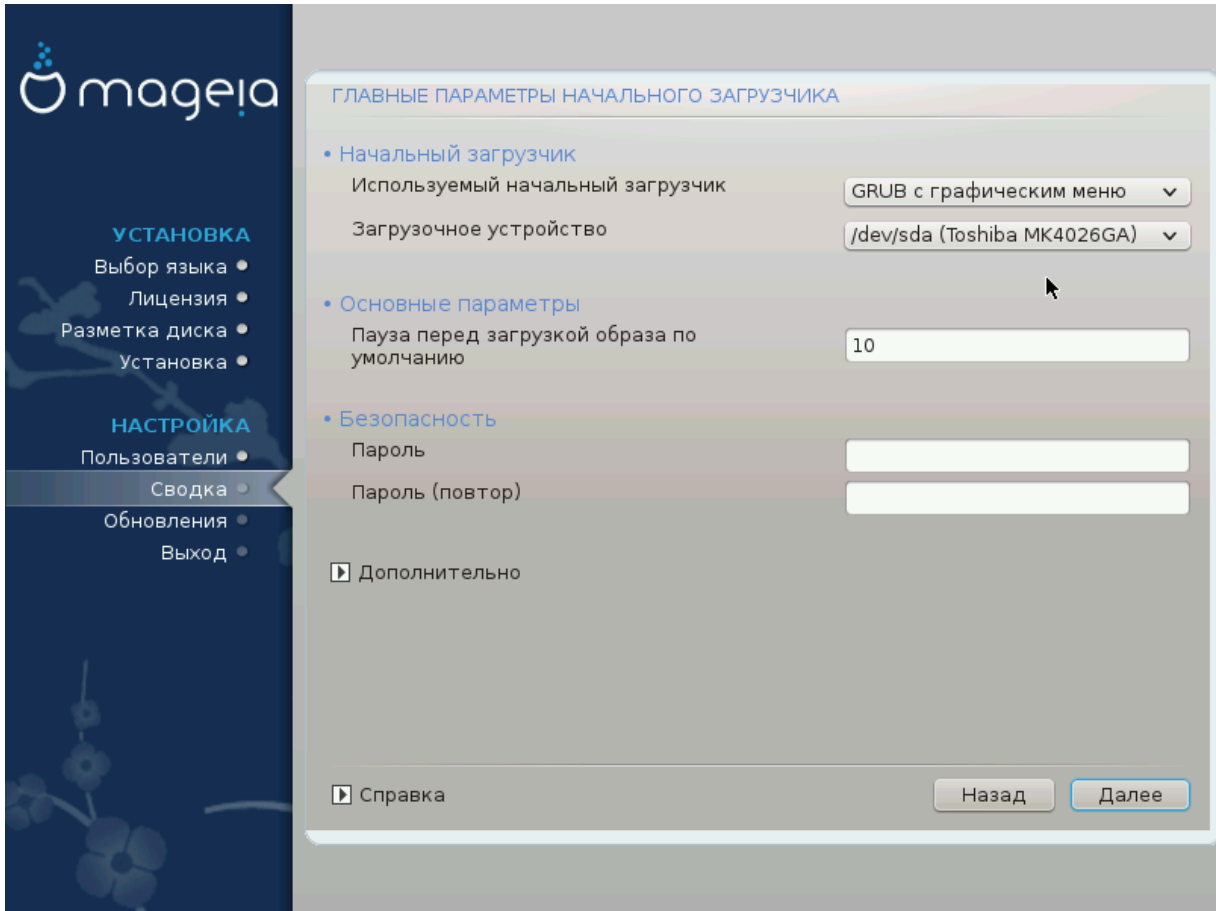 mageia
УСТАНОВКА
Выбор языка
Лицензия
Разметка диска
Установка
НАСТРОЙКА
Пользователи
Сводка
Обновления
Выход
ГЛАВНЫЕ ПАРАМЕТРЫ НАЧАЛЬНОГО ЗАГРУЗЧИКА
• Начальный загрузчик
Используемый начальный загрузчик
GRUB с графическим меню
Загрузочное устройство
/dev/sda (Toshiba MK4026GA)
• Основные параметры
Пауза перед загрузкой образа по
умолчанию
10
• Безопасность
Пароль
Пароль (повтор)
Дополнительно
Справка
Назад
Далее